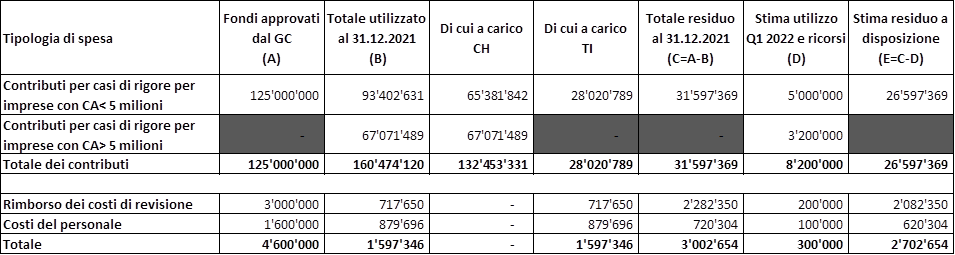 Tipologia di spesa | Fondi approvati dal GC (A) | Totale utilizzato al 31.12.2021 (B) | Di cui a carico CH | Di cui a carico TI | Totale residuo al 31.12.2021 (C=A-B) | Stima utilizzo Q1 2022 e ricorsi (D) | Stima residuo a disposizione (E=C-D)
Contributi per casi di rigore per imprese con CA< 5 milioni | 125'000'000 | 93'402'631 | 65'381'842 | 28'020'789 | 31'597'369 | 5'000'000 | 26'597'369
Contributi per casi di rigore per imprese con CA> 5 milioni | - | 67'071'489 | 67'071'489 | - | - | 3'200'000
Totale dei contributi | 125'000'000 | 160'474'120 | 132'453'331 | 28'020'789 | 31'597'369 | 8'200'000 | 26'597'369
Rimborso dei costi di revisione | 3'000'000 | 717'650 | - | 717'650 | 2'282'350 | 200'000 | 2'082'350
Costi del personale | 1'600'000 | 879'696 | - | 879'696 | 720'304 | 100'000 | 620'304
Totale | 4'600'000 | 1'597'346 | - | 1'597'346 | 3'002'654 | 300'000 | 2'702'654